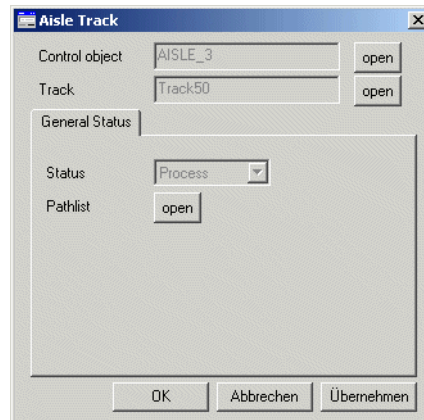 Aisle Track
Control object AISLE_3 open
Track Track50 open
General Status
Status Process
Pathlist open
OK Abbrechen Übernehmen